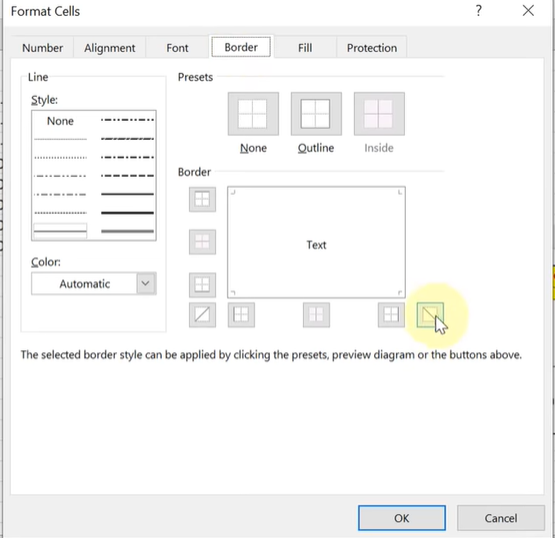 Format Cells
?
Number Alignment Font Border Fill Protection
Line
Presets
Style:
None
None Outline Inside
Border
Text
Color:
Automatic
The selected border style can be applied by clicking the presets, preview diagram or the buttons above.
OK Cancel